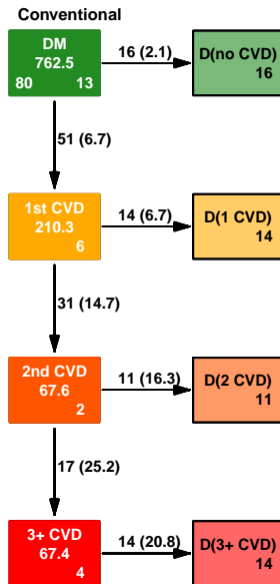 Conventional
DM
762.5
80 13
16 (2.1)
D(no CVD)
16
51 (6.7)
1st CVD
210.3
6
14 (6.7)
D(1 CVD)
14
31 (14.7)
2nd CVD
67.6
2
11 (16.3)
D(2 CVD)
11
17 (25.2)
3+ CVD
67.4
4
14 (20.8)
D(3+ CVD)
14